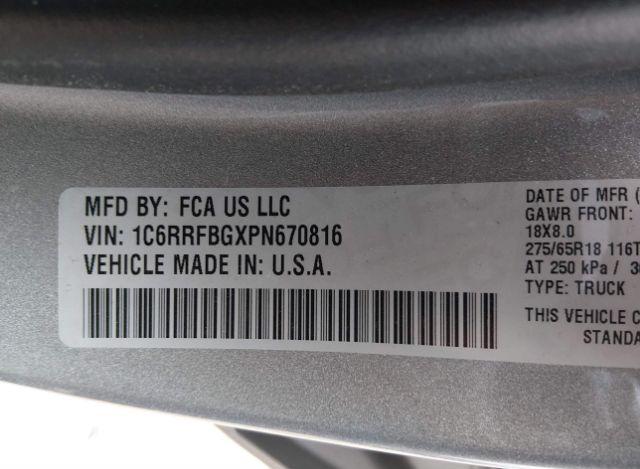 MFD BY: FCA US LLC
VIN: 1C6RRFBGXPN670816
VEHICLE MADE IN: U.S.A.
DATE OF MFR (
GAWR FRONT:
18X8.0
275/65R18 116T
AT 250 kPa /
TYPE: TRUCK
THIS VEHICLE
STANDA